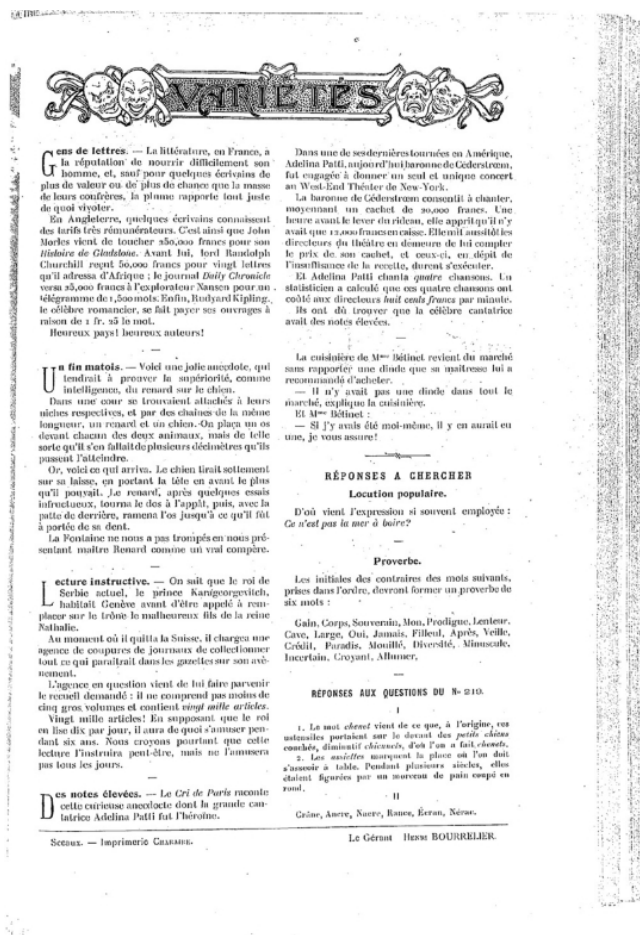 VARIÉTÉS
Gens de lettres. — La littérature, en France, a
la réputation de nourrir difficilement son
homme, et, sauf pour quelques écrivains de
plus de valeur ou de plus de chance que la masse
de leurs confrères, la plume rapporte tout juste
de quoi vivoter.
En Angleterre, quelques écrivains connaissent
des tarifs très rémunérateurs. C'est ainsi que John
Morles vient de toucher 250,000 francs pour son
Histoire de Gladstone. Avant lui, lord Randolph
Churchill reçut 50,000 francs pour vingt lettres
qu'il adressa d'Afrique ; le journal Daily Chronicle
versa 25,000 francs à l'explorateur Nansen pour un
télégramme de 1,500 mots. Enfin, Rudyard Kipling,
le célèbre romancier, se fait payer ses ouvrages à
raison de 1 fr. 25 le mot.
Heureux pays! heureux auteurs!
Un fin matois. — Voici une jolie anecdote, qui
tendrait à prouver la supériorité, comme
intelligence, du renard sur le chien.
Dans une cour se trouvaient attachés à leurs
niches respectives, et par des chaînes de la même
longueur, un renard et un chien. On plaça un os
devant chacun des deux animaux, mais de telle
sorte qu'il s'en fallait de plusieurs décimètres qu'ils
pussent l'atteindre.
Or, voici ce qui arriva. Le chien tirait sottement
sur sa laisse, en portant la tête en avant le plus
qu'il pouvait. Le renard, après quelques essais
infructueux, tourna le dos à l'appât, puis, avec la
patte de derrière, ramena l'os jusqu'à ce qu'il fût
à portée de sa dent.
La Fontaine ne nous a pas trompés en nous pré-
sentant maître Renard comme un vrai compère.
Lecture instructive. — On sait que le roi de
Serbie actuel, le prince Karageorgevitch,
habitait Genève avant d'être appelé à rem-
placer sur le trône le malheureux fils de la reine
Nathalie.
Au moment où il quitta la Suisse, il chargea une
agence de coupures de journaux de collectionner
tout ce qui paraîtrait dans les gazettes sur son avè-
nement.
L'agence en question vient de lui faire parvenir
le recueil demandé : il ne comprend pas moins de
cinq gros volumes et contient vingt mille articles.
Vingt mille articles! En supposant que le roi
en lise dix par jour, il aura de quoi s'amuser pen-
dant six ans. Nous croyons pourtant que cette
lecture l'instruira peut-être, mais ne l'amusera
pas tous les jours.
Des notes élevées. — Le Cri de Paris raconte
cette curieuse anecdote dont la grande can-
tatrice Adelina Patti fut l'héroïne.
Dans une de ses dernières tournées en Amérique,
Adelina Patti, aujourd'hui baronne de Céderstrœm,
fut engagée à donner un seul et unique concert
au West-End Théâter de New-York.
La baronne de Céderstrœm consentit à chanter,
moyennant un cachet de 20,000 francs. Une
heure avant le lever du rideau, elle apprit qu'il n'y
avait que 12,000 francs en caisse. Elle mit aussitôt les
directeurs du théâtre en demeure de lui compter
le prix de son cachet, et ceux-ci, en dépit de
l'insuffisance de la recette, durent s'exécuter.
Et Adelina Patti chanta quatre chansons. Un
statisticien a calculé que ces quatre chansons ont
coûté aux directeurs huit cents francs par minute.
Ils ont dû trouver que la célèbre cantatrice
avait des notes élevées.
La cuisinière de Mme Bétinet revient du marché
sans rapporter une dinde que sa maîtresse lui a
recommandé d'acheter.
— Il n'y avait pas une dinde dans tout le
marché, explique la cuisinière.
Et Mme Bétinet :
— Si j'y avais été moi-même, il y en aurait eu
une, je vous assure!
RÉPONSES A CHERCHER
Locution populaire.
D'où vient l'expression si souvent employée :
Ce n'est pas la mer à boire?
Proverbe.
Les initiales des contraires des mots suivants,
prises dans l'ordre, devront former un proverbe de
six mots :
Gain, Corps, Souverain, Mon, Prodigue, Lenteur,
Cave, Large, Oui, Jamais, Filleul, Après, Veille,
Crédit, Paradis, Mouillé, Diversité, Minuscule,
Incertain, Croyant, Allumer,
RÉPONSES AUX QUESTIONS DU No 219.
I
1. Le mot chenet vient de ce que, à l'origine, ces
ustensiles portaient sur le devant des petits chiens
couchés, diminutif chiennets, d'où l'on a fait chenets.
2. Les assiettes marquent la place où l'on doit
s'asseoir à table. Pendant plusieurs siècles, elles
étaient figurées par un morceau de pain coupé en
rond.
II
Crâne, Ancre, Nacre, Rance, Écran, Nérac.
Sceaux. — Imprimerie CHARAIRE.
Le Gérant HENRI BOURRELIER.